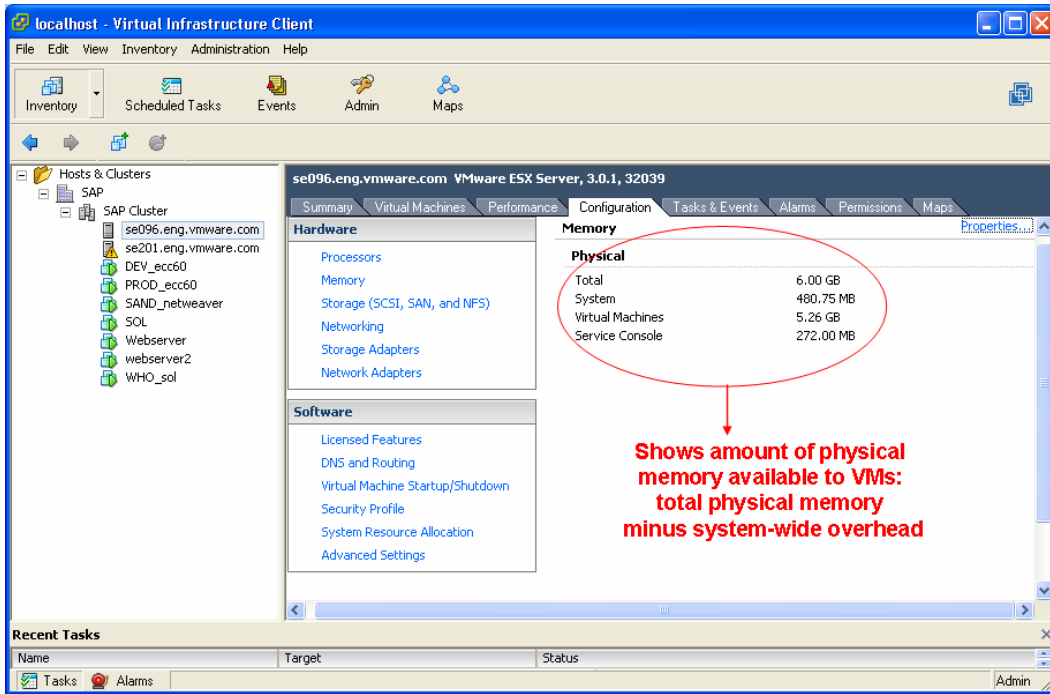 localhost - Virtual Infrastructure Client
File Edit View Inventory Administration Help
Inventory Scheduled Tasks Events Admin Maps
Hosts & Clusters
SAP
SAP Cluster
se096.eng.vmware.com
se201.eng.vmware.com
DEV_ecc60
PROD_ecc60
SAND_netweaver
SOL
Webserver
webserver2
WHO_sol
se096.eng.vmware.com VMware ESX Server, 3.0.1, 32039
Summary Virtual Machines Performance Configuration Tasks & Events Alarms Permissions Maps
Hardware
Processors
Memory
Storage (SCSI, SAN, and NFS)
Networking
Storage Adapters
Network Adapters
Software
Licensed Features
DNS and Routing
Virtual Machine Startup/Shutdown
Security Profile
System Resource Allocation
Advanced Settings
Memory Properties...
Physical
Total 6.00 GB
System 480.75 MB
Virtual Machines 5.26 GB
Service Console 272.00 MB
Shows amount of physical
memory available to VMs:
total physical memory
minus system-wide overhead
Recent Tasks
Name Target Status
Tasks Alarms Admin